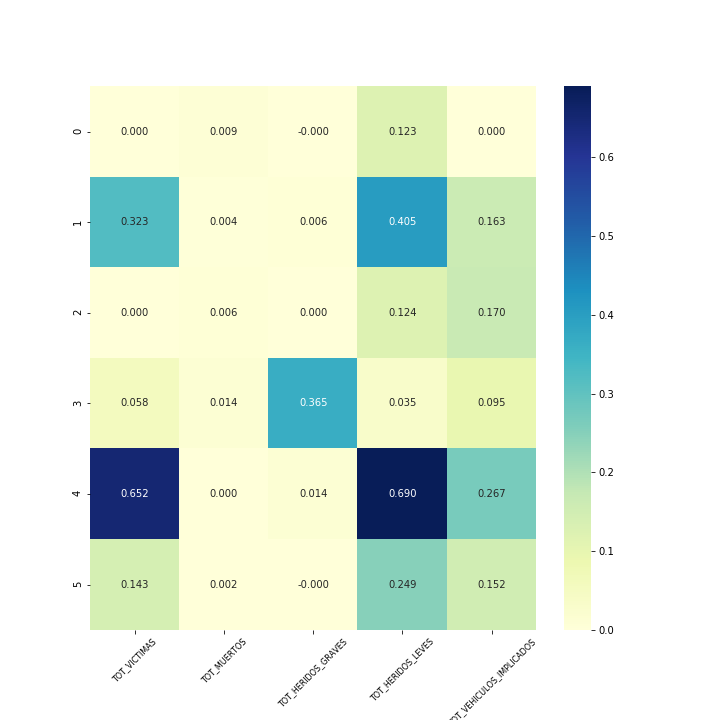 0 0.000 0.009 -0.000 0.123 0.000
1 0.323 0.004 0.006 0.405 0.163
2 0.000 0.006 0.000 0.124 0.170
3 0.058 0.014 0.365 0.035 0.095
4 0.652 0.000 0.014 0.690 0.267
5 0.143 0.002 -0.000 0.249 0.152
TOT_VICTIMAS
TOT_MUERTOS
TOT_HERIDOS_GRAVES
TOT_HERIDOS_LEVES
TOT_VEHICULOS_IMPLICADOS
0.6
0.5
0.4
0.3
0.2
0.1
0.0